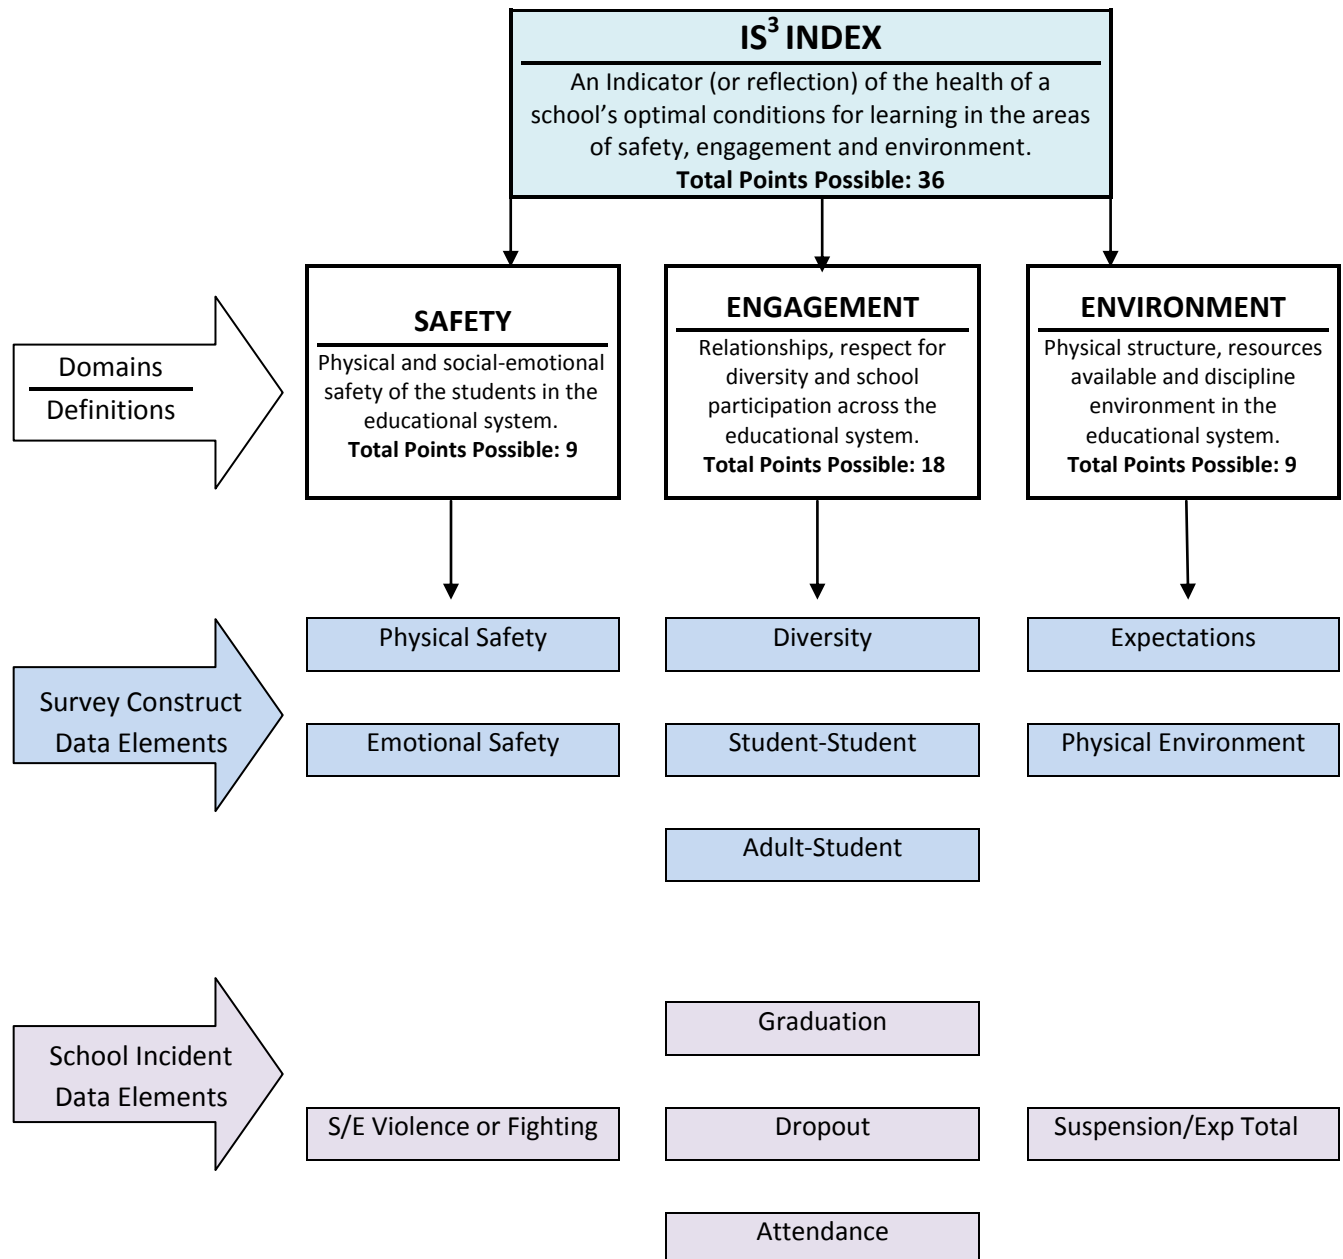 IS³ INDEX
An Indicator (or reflection) of the health of a
school’s optimal conditions for learning in the areas
of safety, engagement and environment.
Total Points Possible: 36
Domains
Definitions
SAFETY
Physical and social-emotional
safety of the students in the
educational system.
Total Points Possible: 9
ENGAGEMENT
Relationships, respect for
diversity and school
participation across the
educational system.
Total Points Possible: 18
ENVIRONMENT
Physical structure, resources
available and discipline
environment in the
educational system.
Total Points Possible: 9
Survey Construct
Data Elements
Physical Safety
Diversity
Expectations
Emotional Safety
Student-Student
Physical Environment
Adult-Student
School Incident
Data Elements
Graduation
S/E Violence or Fighting
Dropout
Suspension/Exp Total
Attendance